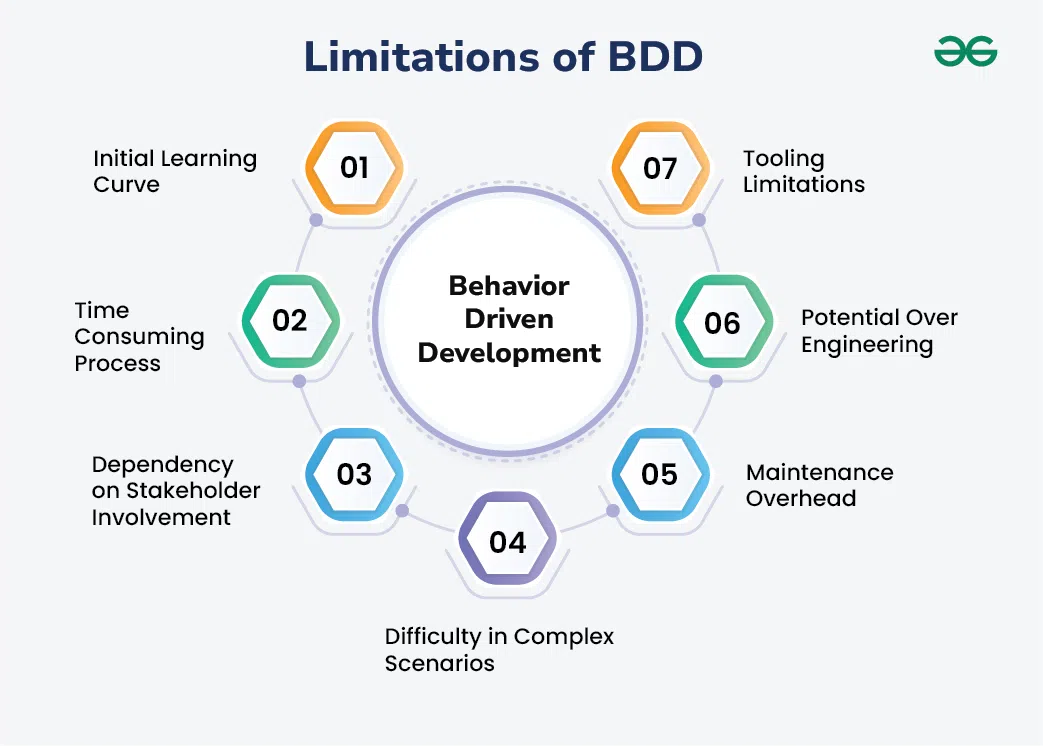 Limitations of BDD
01
Initial Learning
Curve
02
Time
Consuming
Process
03
Dependency
on Stakeholder
Involvement
04
Difficulty in Complex
Scenarios
05
Maintenance
Overhead
06
Potential Over
Engineering
07
Tooling
Limitations
Behavior
Driven
Development